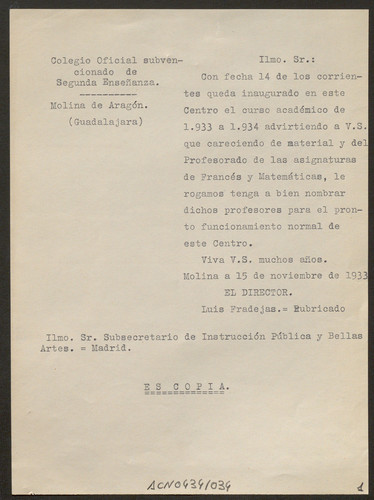 Colegio Oficial subven-
cionado de
Segunda Enseñanza.
----------
Molina de Aragón.
(Guadalajara)
Ilmo. Sr.:
Con fecha 14 de los corrien-
tes queda inaugurado en este
Centro el curso académico de
1.933 a 1.934 advirtiendo a V.S.
que careciendo de material y del
Profesorado de las asignaturas
de Francés y Matemáticas, le
rogamos tenga a bien nombrar
dichos profesores para el pron-
to funcionamiento normal de
este Centro.
Viva V.S. muchos años.
Molina a 15 de noviembre de 1933
EL DIRECTOR.
Luis Fradejas.= Rubricado
Ilmo. Sr. Subsecretario de Instrucción Pública y Bellas
Artes. = Madrid.
ES COPIA.
ACN0434/034